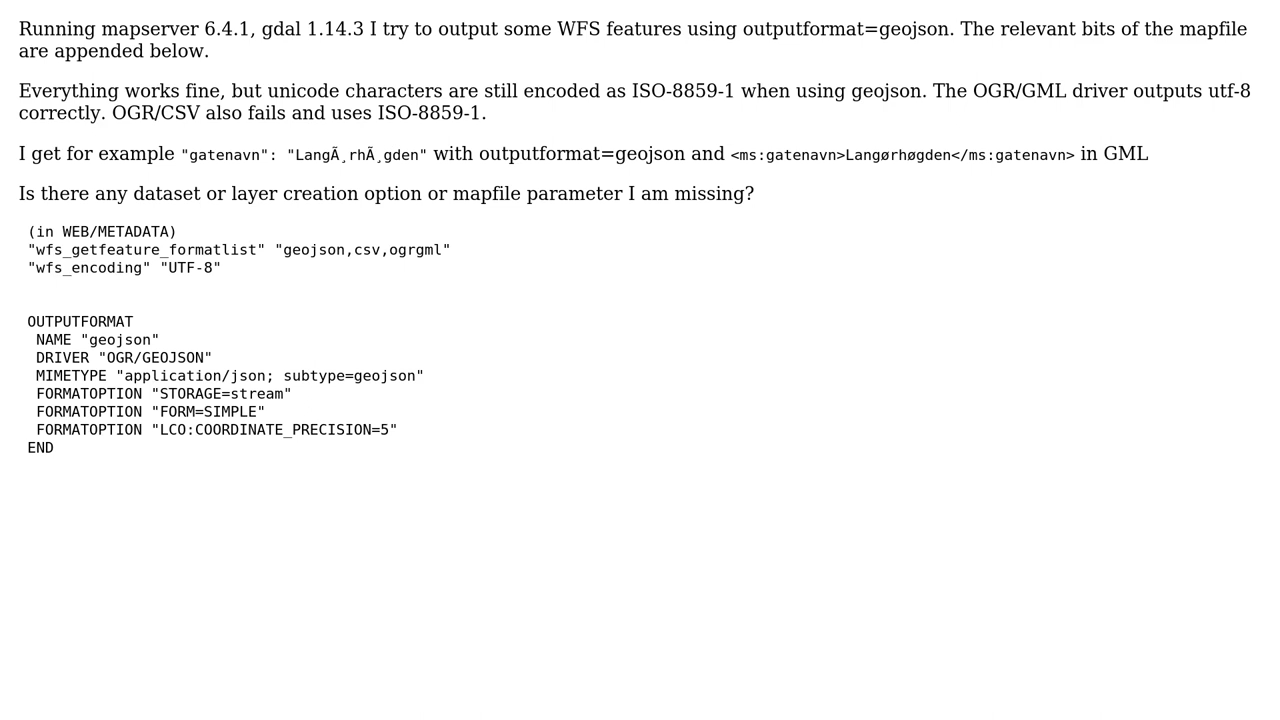 Running mapserver 6.4.1, gdal 1.14.3 I try to output some WFS features using outputformat=geojson. The relevant bits of the mapfile
are appended below.
Everything works fine, but unicode characters are still encoded as ISO-8859-1 when using geojson. The OGR/GML driver outputs utf-8
correctly. OGR/CSV also fails and uses ISO-8859-1.
I get for example "gatenavn": "LangÃ¸rhÃ¸gden" with outputformat=geojson and <ms:gatenavn>Langørhøgden</ms:gatenavn> in GML
Is there any dataset or layer creation option or mapfile parameter I am missing?
(in WEB/METADATA)
"wfs_getfeature_formatlist" "geojson,csv,ogrgml"
"wfs_encoding" "UTF-8"
OUTPUTFORMAT
NAME "geojson"
DRIVER "OGR/GEOJSON"
MIMETYPE "application/json; subtype=geojson"
FORMATOPTION "STORAGE=stream"
FORMATOPTION "FORM=SIMPLE"
FORMATOPTION "LCO:COORDINATE_PRECISION=5"
END